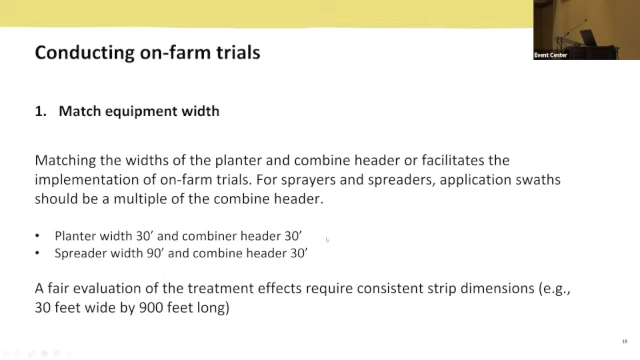 Event Center
Conducting on-farm trials
1. Match equipment width
Matching the widths of the planter and combine header or facilitates the
implementation of on-farm trials. For sprayers and spreaders, application swaths
should be a multiple of the combine header.
• Planter width 30’ and combiner header 30’
• Spreader width 90’ and combine header 30’
A fair evaluation of the treatment effects require consistent strip dimensions (e.g.,
30 feet wide by 900 feet long)